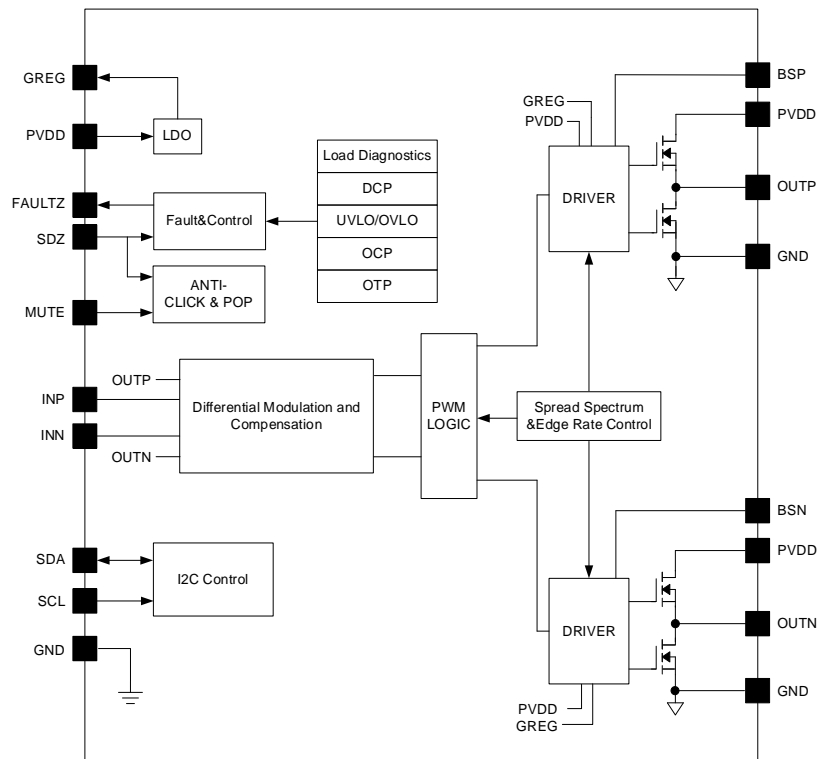 GREG
PVDD
LDO
FAULTZ
SDZ
Fault&Control
ANTI-
CLICK & POP
MUTE
Load Diagnostics
DCP
UVLO/OVLO
OCP
OTP
GREG
PVDD
DRIVER
BSP
PVDD
OUTP
GND
INP
INN
OUTP
OUTN
Differential Modulation and
Compensation
PWM
LOGIC
Spread Spectrum
&Edge Rate Control
SDA
SCL
I2C Control
GND
DRIVER
PVDD
GREG
BSN
PVDD
OUTN
GND